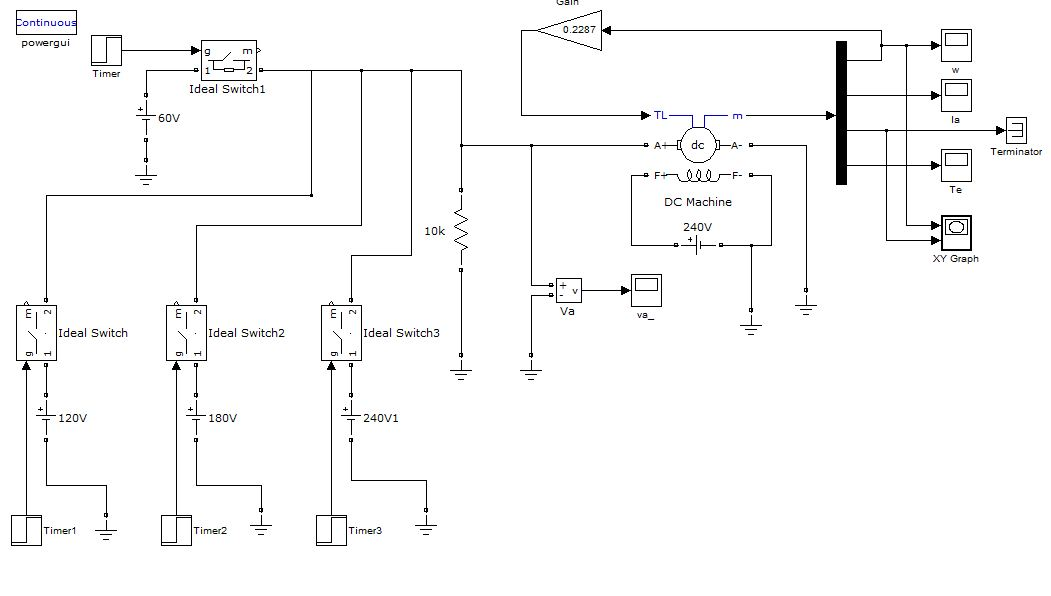 Gain
Continuous
powergui
0.2287
Timer
g
m
1
2
Ideal Switch1
w
60V
TL
m
Ia
A+
dc
A-
Terminator
F+
F-
Te
DC Machine
10k
240V
XY Graph
+
-
v
Va
va_
m
2
g
1
Ideal Switch
m
2
g
1
Ideal Switch2
m
2
g
1
Ideal Switch3
+
120V
+
180V
+
240V1
Timer1
Timer2
Timer3